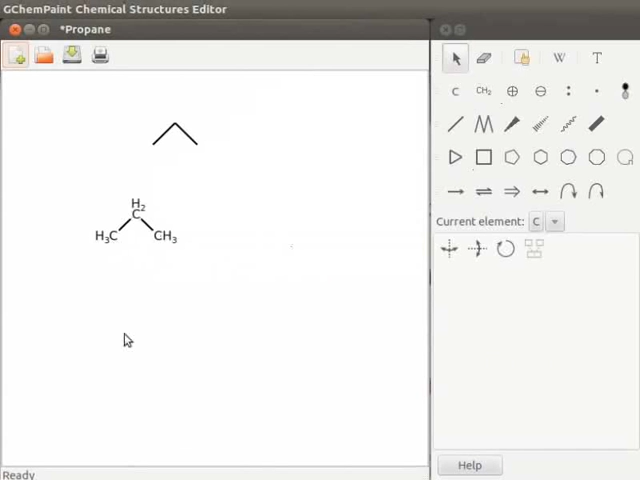 GChemPaint Chemical Structures Editor
*Propane
W T
C CH₂
H₂
C
H₃C CH₃
Current element: C
Help
Ready